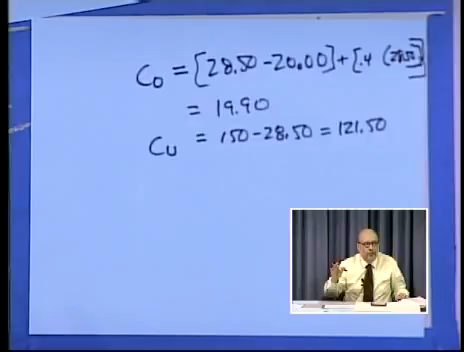 C₀ = [28.50 - 20.00] + [.4 (28.50)]
= 19.90
Cᵤ = 150 - 28.50 = 121.50